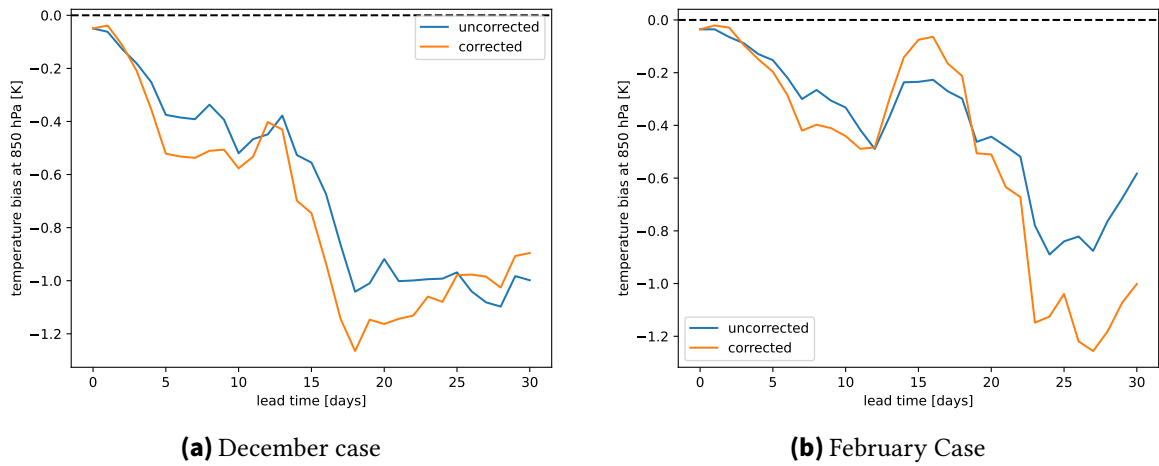 uncorrected
corrected
temperature bias at 850 hPa [K]
0.0
−0.2
−0.4
−0.6
−0.8
−1.0
−1.2
0 5 10 15 20 25 30
lead time [days]
(a) December case
temperature bias at 850 hPa [K]
0.0
−0.2
−0.4
−0.6
−0.8
−1.0
−1.2
uncorrected
corrected
0 5 10 15 20 25 30
lead time [days]
(b) February Case